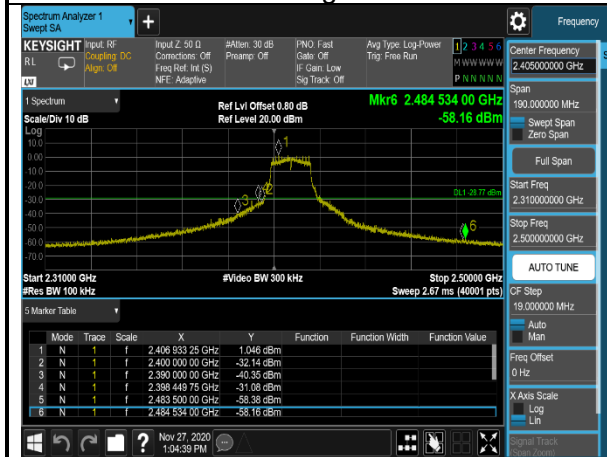 Spectrum Analyzer 1
Swept SA
+
Frequency
KEYSIGHT
RL
LXI
Input: RF
Coupling: DC
Align: Off
Input Z: 50 Ω
Corrections: Off
Freq Ref: Int (S)
NFE: Adaptive
#Atten: 30 dB
Preamp: Off
PNO: Fast
Gate: Off
IF Gain: Low
Sig Track: Off
Avg Type: Log-Power
Trig: Free Run
1 2 3 4 5 6
M W W W W W
P N N N N N
Center Frequency
2.405000000 GHz
Span
190.000000 MHz
Swept Span
Zero Span
Full Span
Start Freq
2.310000000 GHz
Stop Freq
2.500000000 GHz
AUTO TUNE
CF Step
19.000000 MHz
Auto
Man
Freq Offset
0 Hz
X Axis Scale
Log
Lin
Signal Track
(Span Zoom)
1 Spectrum
Scale/Div 10 dB
Ref Lvl Offset 0.80 dB
Ref Level 20.00 dBm
Mkr6 2.484 534 00 GHz
-58.16 dBm
Log
10.0
0.00
-10.0
-20.0
-30.0
-40.0
-50.0
-60.0
-70.0
1
2
3
6
DL1 -28.77 dBm
Start 2.31000 GHz
#Res BW 100 kHz
#Video BW 300 kHz
Stop 2.50000 GHz
Sweep 2.67 ms (40001 pts)
5 Marker Table
Mode Trace Scale X Y Function Function Width Function Value
1 N 1 f 2.406 933 25 GHz 1.046 dBm
2 N 1 f 2.400 000 00 GHz -32.14 dBm
3 N 1 f 2.390 000 00 GHz -40.35 dBm
4 N 1 f 2.398 449 75 GHz -31.08 dBm
5 N 1 f 2.483 500 00 GHz -58.38 dBm
6 N 1 f 2.484 534 00 GHz -58.16 dBm
?
Nov 27, 2020
1:04:39 PM